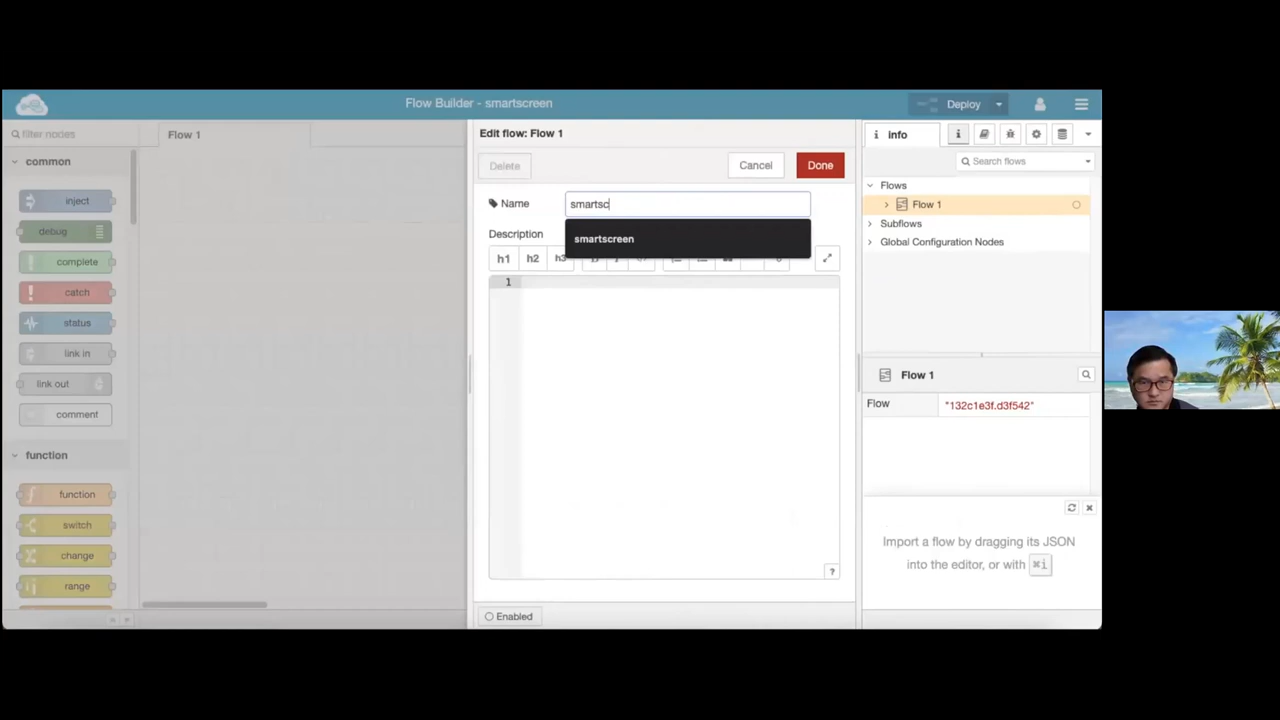 Flow Builder - smartscreen
Deploy
filter nodes
Flow 1
common
inject
debug
complete
catch
status
link in
link out
comment
function
function
switch
change
range
Edit flow: Flow 1
Delete
Cancel
Done
Name
smartsc
smartscreen
Description
h1 h2 h3
1
?
Enabled
i info
i
Search flows
Flows
Flow 1
Subflows
Global Configuration Nodes
Flow 1
Flow "132c1e3f.d3f542"
Import a flow by dragging its JSON
into the editor, or with ⌘i